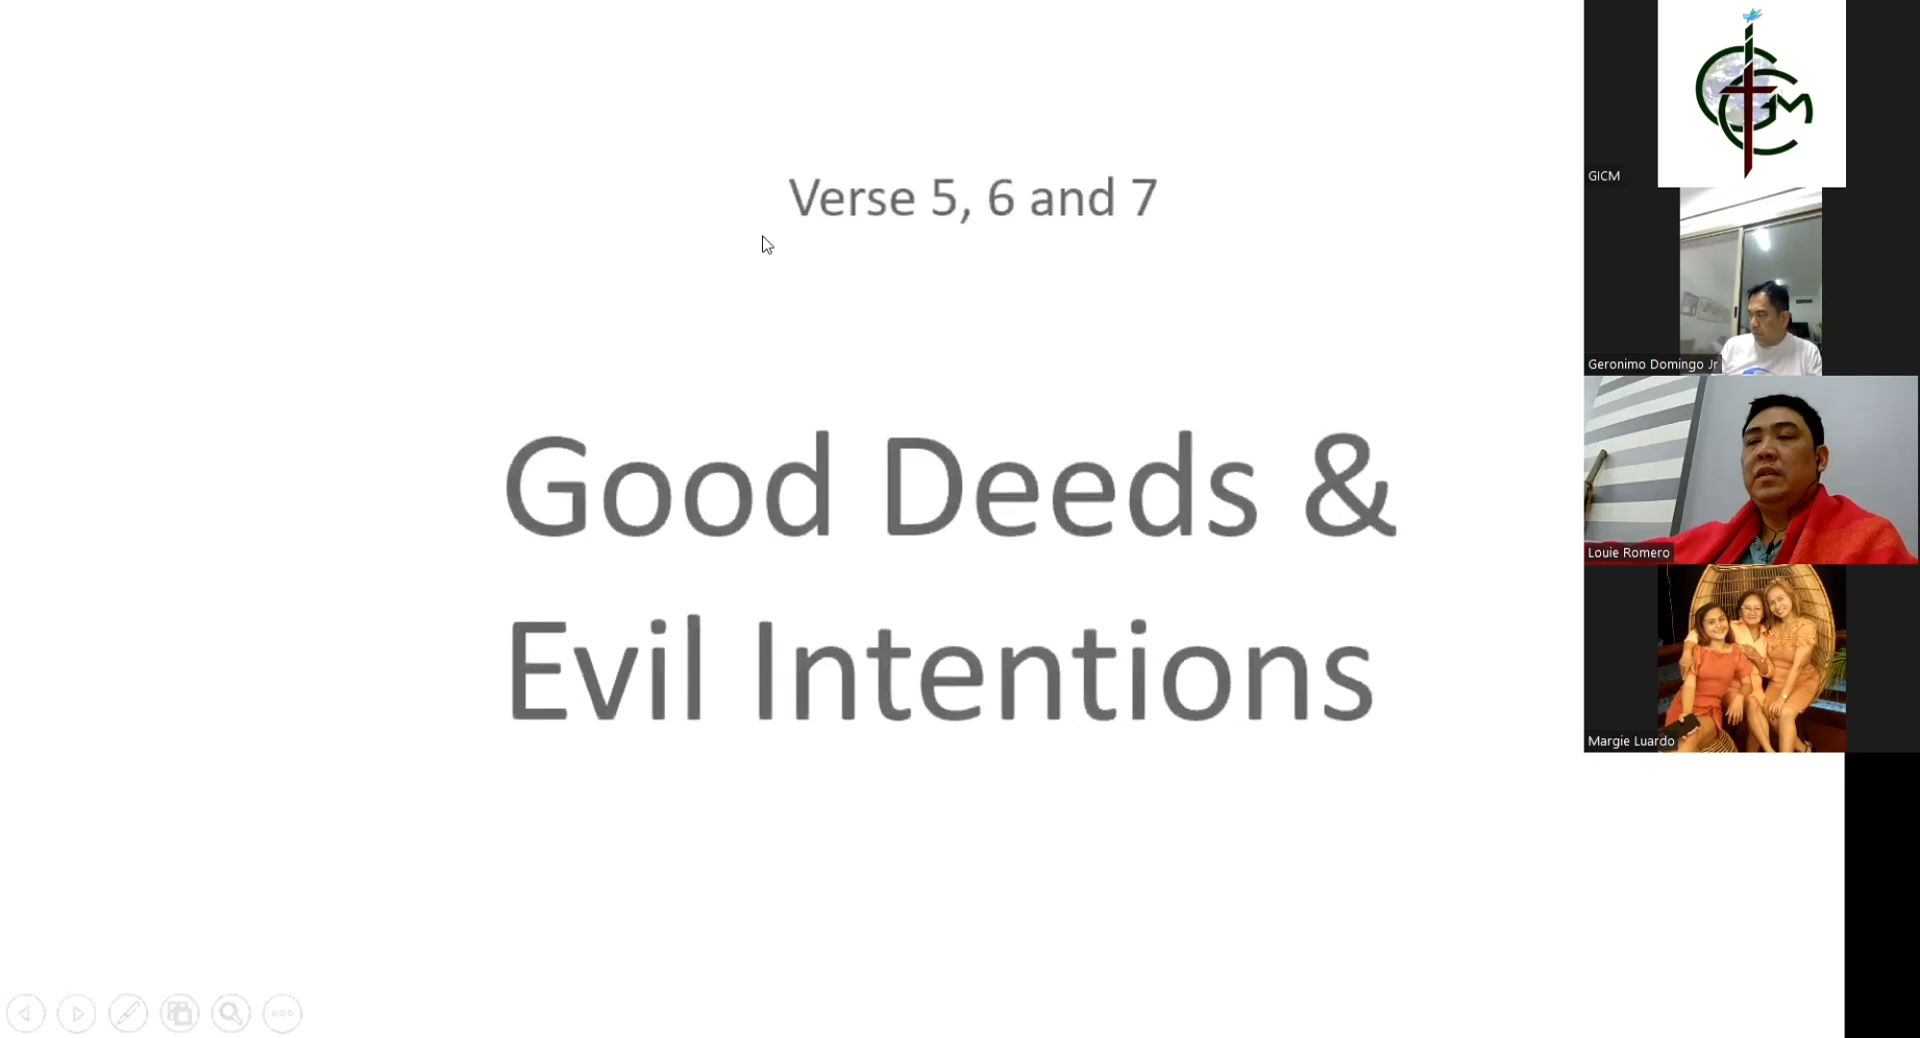 Verse 5, 6 and 7
Good Deeds &
Evil Intentions
GICM
Geronimo Domingo Jr
Louie Romero
Margie Luardo